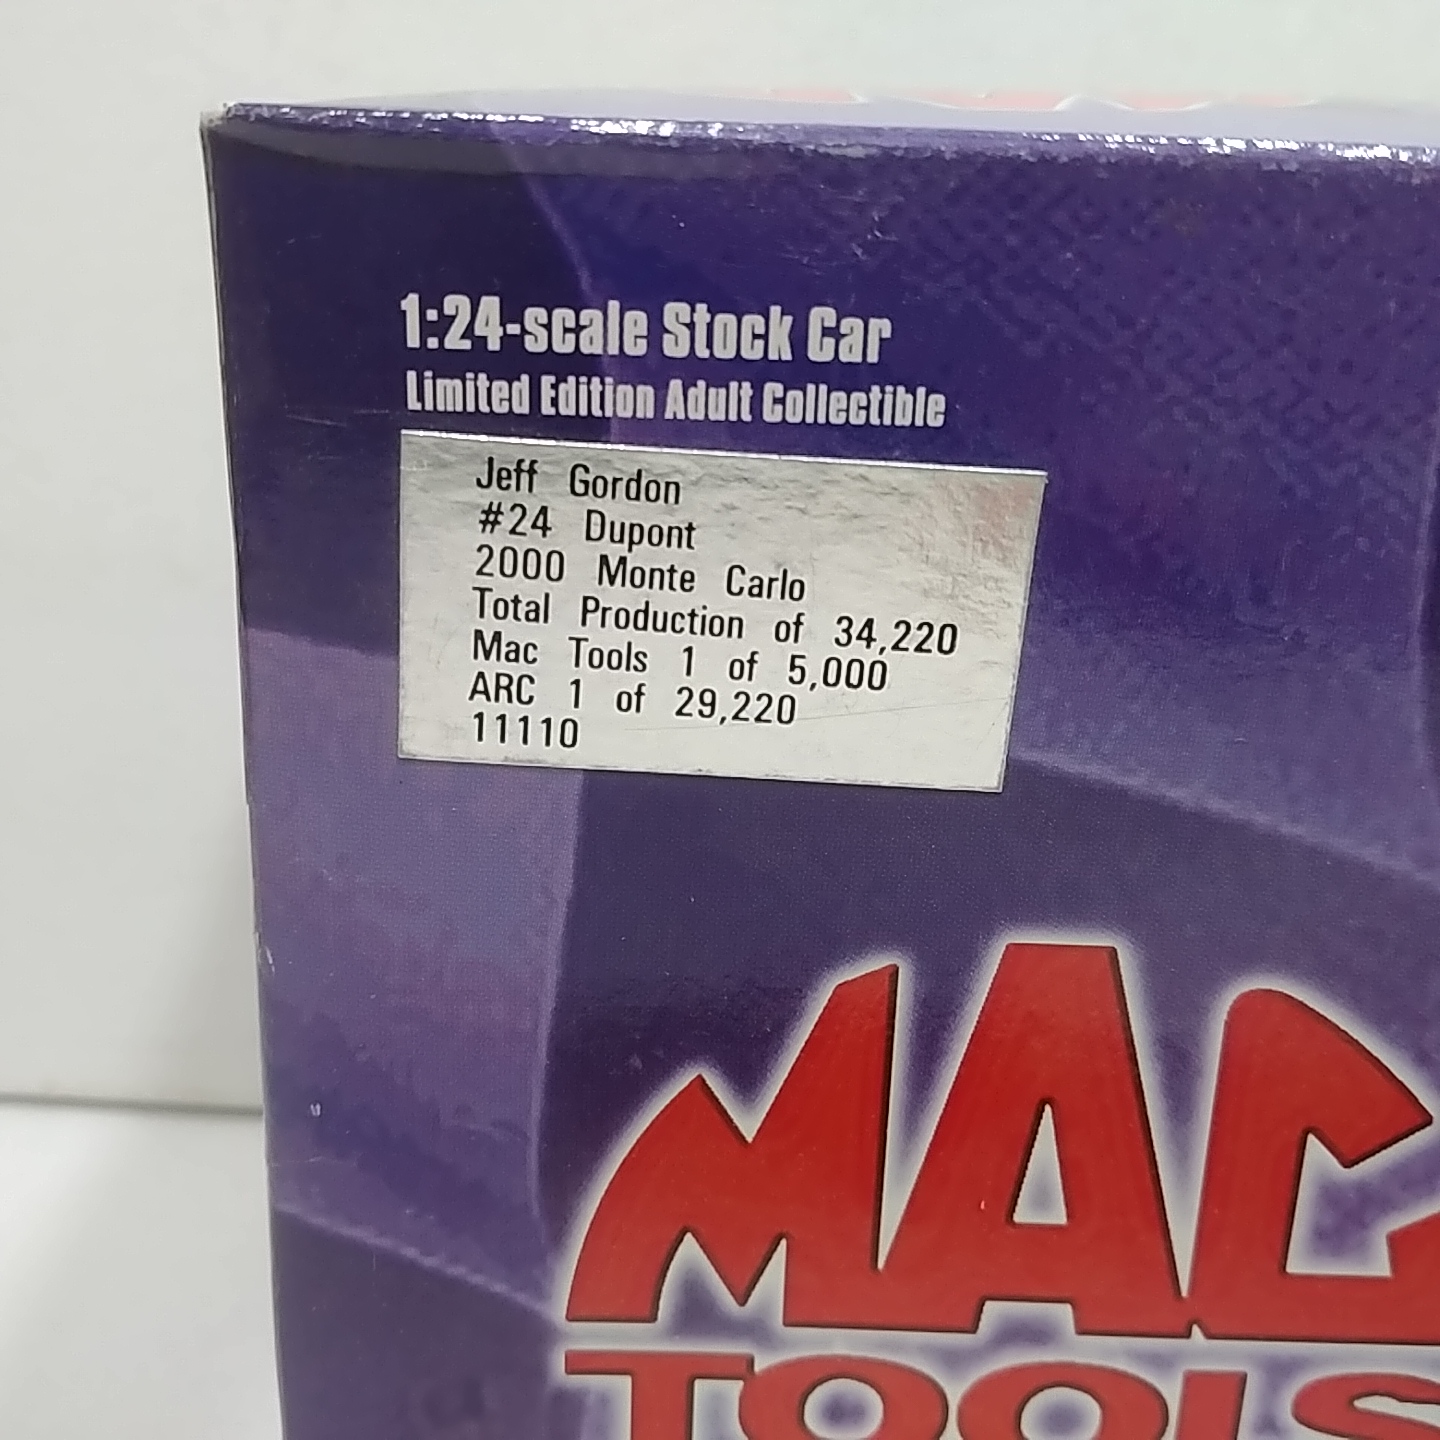 1:24-scale Stock Car
Limited Edition Adult Collectible
Jeff Gordon
#24 Dupont
2000 Monte Carlo
Total Production of 34,220
Mac Tools 1 of 5,000
ARC 1 of 29,220
11110
MAC
TOOLS